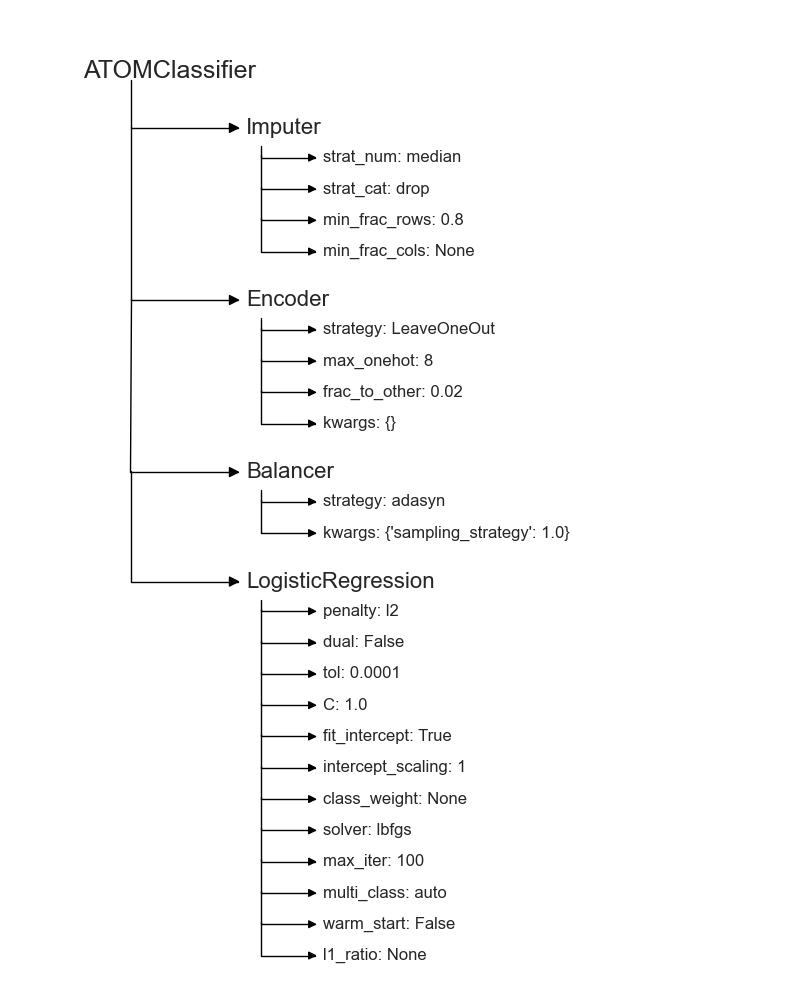 ATOMClassifier
Imputer
strat_num: median
strat_cat: drop
min_frac_rows: 0.8
min_frac_cols: None
Encoder
strategy: LeaveOneOut
max_onehot: 8
frac_to_other: 0.02
kwargs: {}
Balancer
strategy: adasyn
kwargs: {'sampling_strategy': 1.0}
LogisticRegression
penalty: l2
dual: False
tol: 0.0001
C: 1.0
fit_intercept: True
intercept_scaling: 1
class_weight: None
solver: lbfgs
max_iter: 100
multi_class: auto
warm_start: False
l1_ratio: None